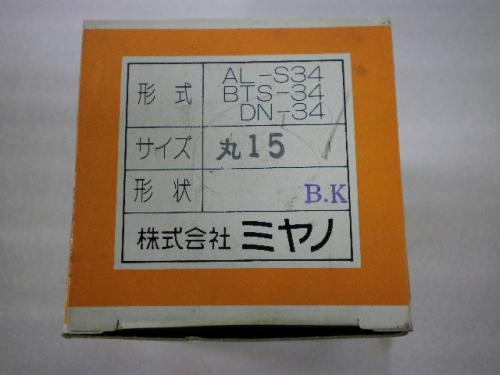 形式 AL-S34
BTS-34
DN-34
サイズ 丸15
形状 B.K
株式会社 ミヤノ